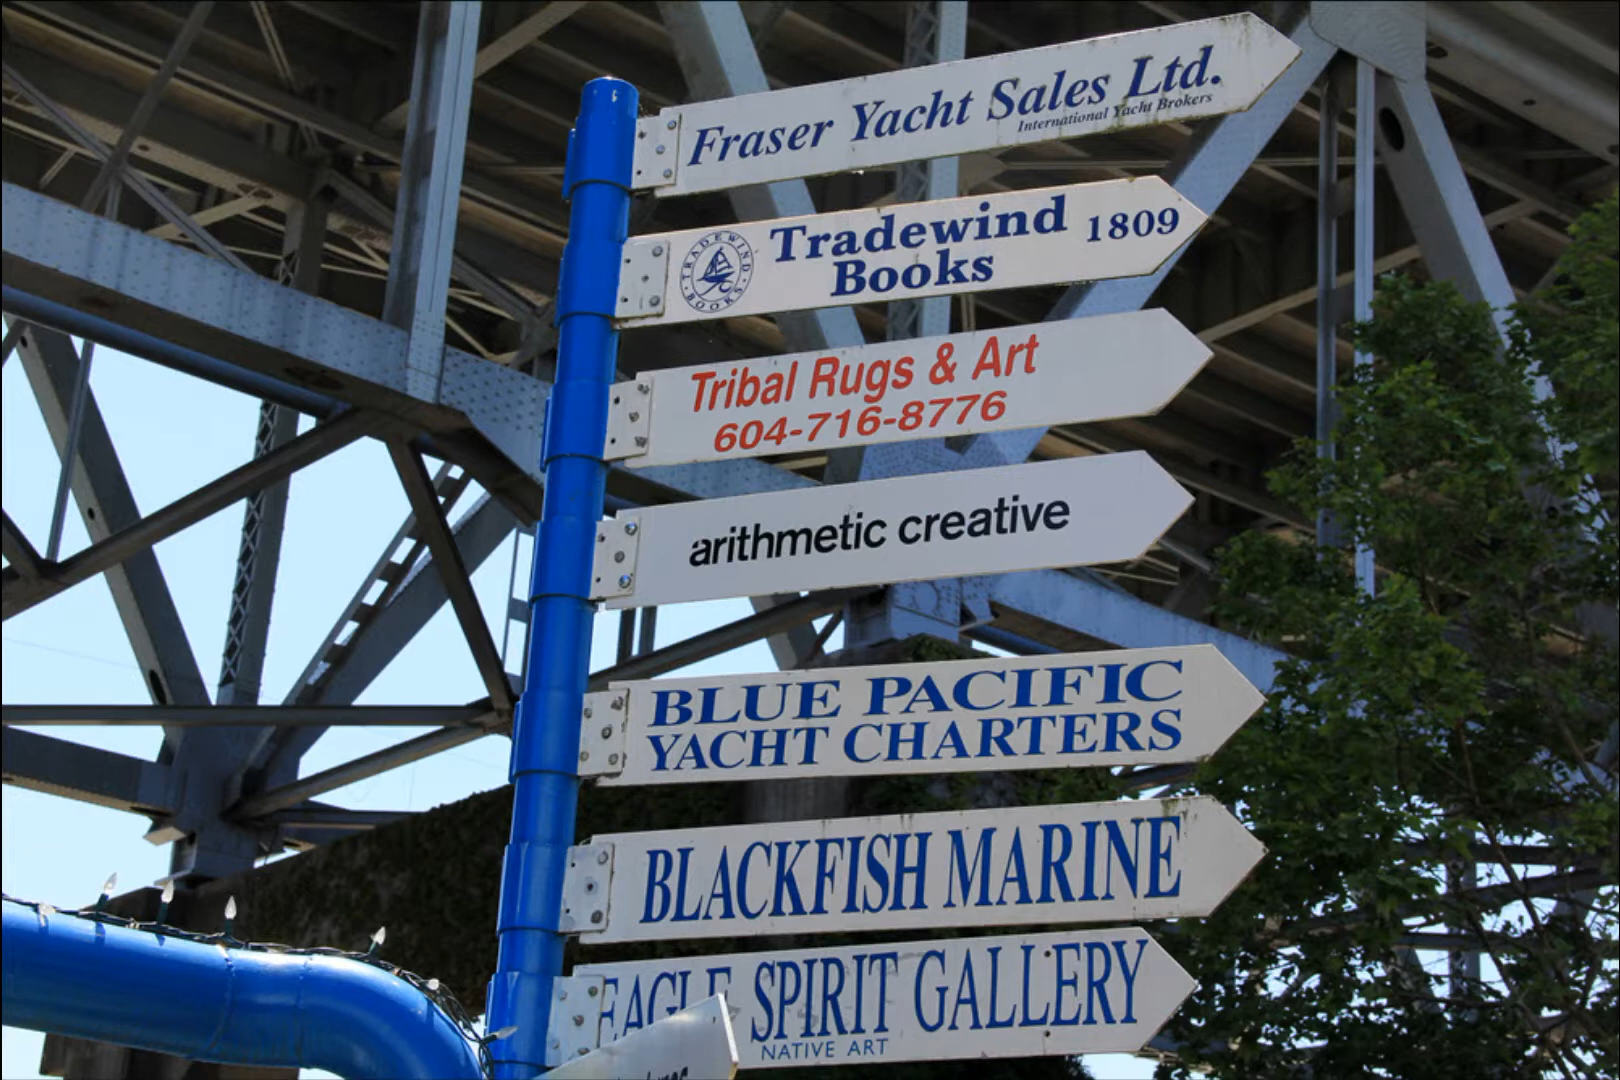 Fraser Yacht Sales Ltd.
International Yacht Brokers
TRADEWIND
BOOKS
Tradewind 1809
Books
Tribal Rugs & Art
604-716-8776
arithmetic creative
BLUE PACIFIC
YACHT CHARTERS
BLACKFISH MARINE
EAGLE SPIRIT GALLERY
NATIVE ART